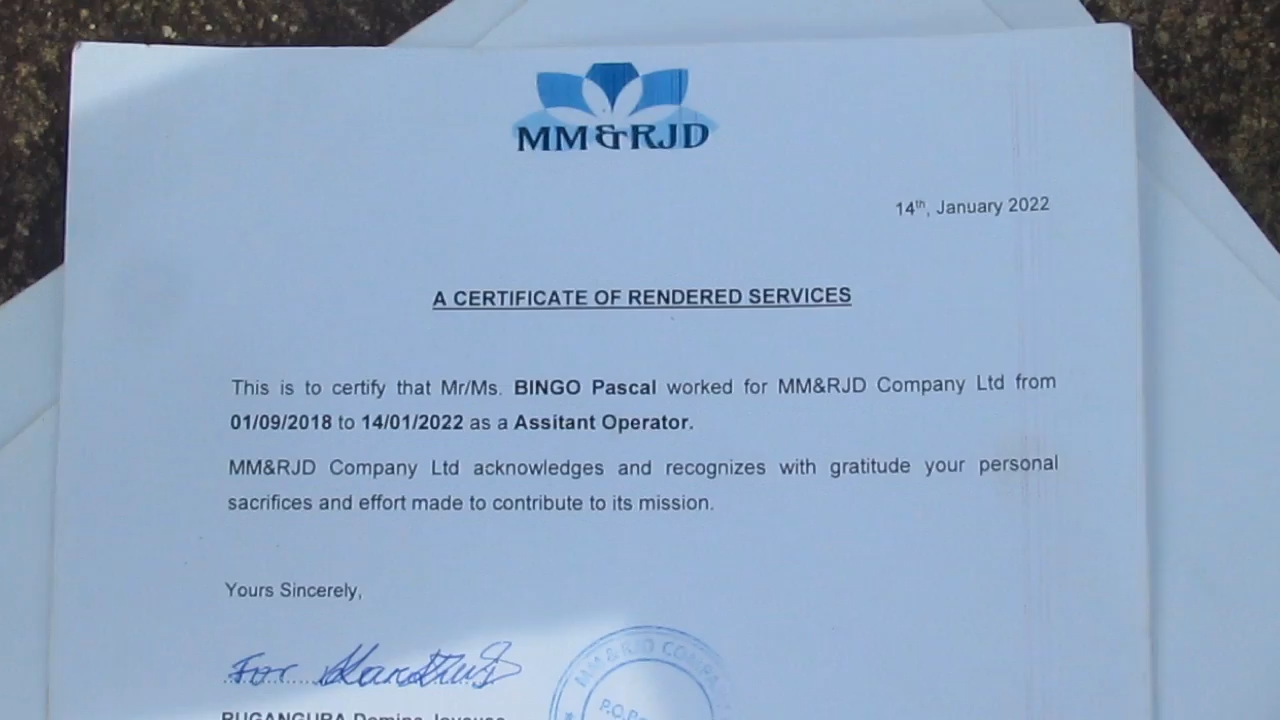 MM&RJD
14th, January 2022
A CERTIFICATE OF RENDERED SERVICES
This is to certify that Mr/Ms. BINGO Pascal worked for MM&RJD Company Ltd from
01/09/2018 to 14/01/2022 as a Assitant Operator.
MM&RJD Company Ltd acknowledges and recognizes with gratitude your personal
sacrifices and effort made to contribute to its mission.
Yours Sincerely,
For
MM & RJD COMPA
P.O.